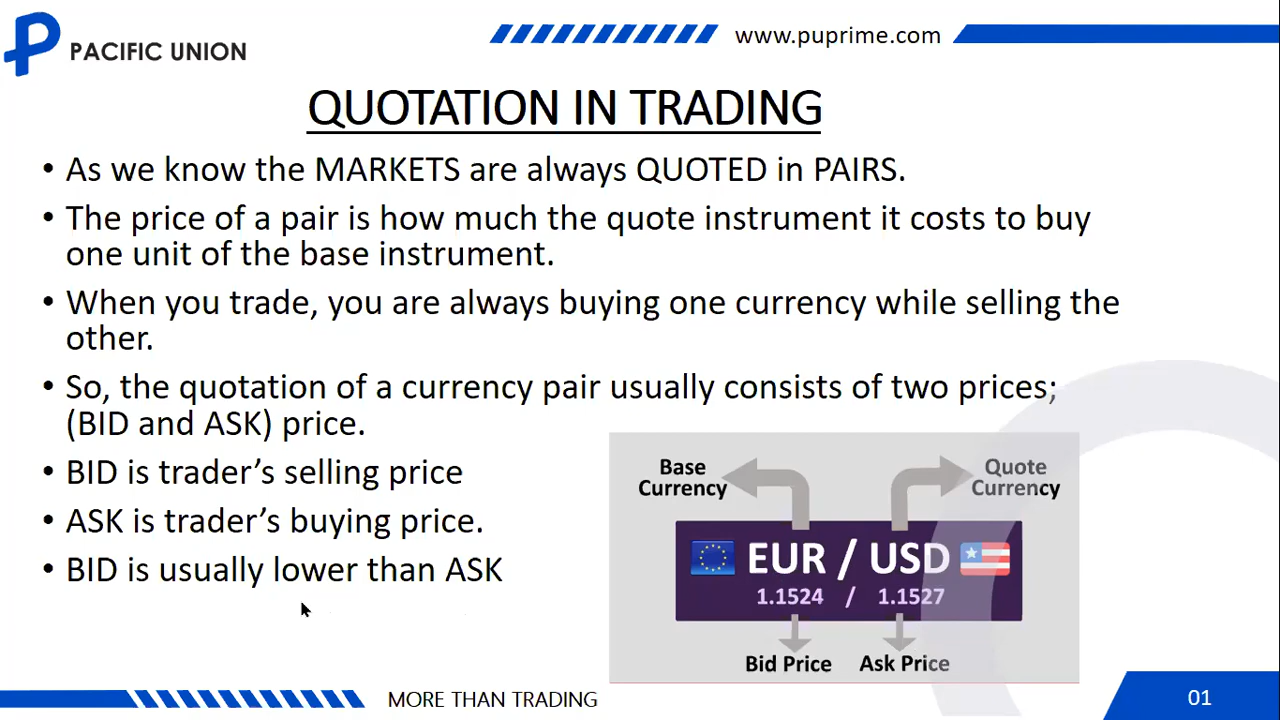 PACIFIC UNION
www.puprime.com
QUOTATION IN TRADING
• As we know the MARKETS are always QUOTED in PAIRS.
• The price of a pair is how much the quote instrument it costs to buy
one unit of the base instrument.
• When you trade, you are always buying one currency while selling the
other.
• So, the quotation of a currency pair usually consists of two prices;
(BID and ASK) price.
• BID is trader’s selling price
• ASK is trader’s buying price.
• BID is usually lower than ASK
Base
Currency
Quote
Currency
EUR / USD
1.1524 / 1.1527
Bid Price
Ask Price
MORE THAN TRADING
01